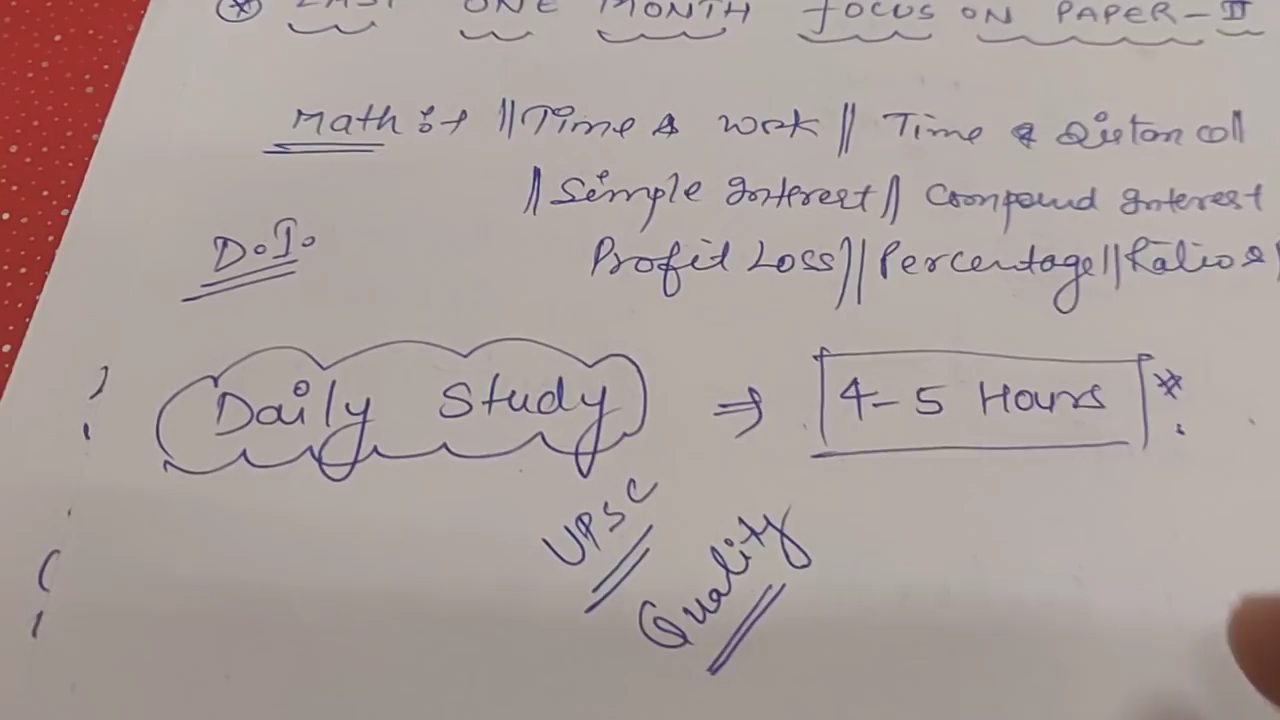 LAST ONE MONTH FOCUS ON PAPER-II
Math :→ || Time & Work || Time & Distance ||
|| Simple Interest || Compound Interest
D.I.
Profit Loss || Percentage || Ratio &
Daily Study ⇒ 4-5 Hours *
UPSC
Quality